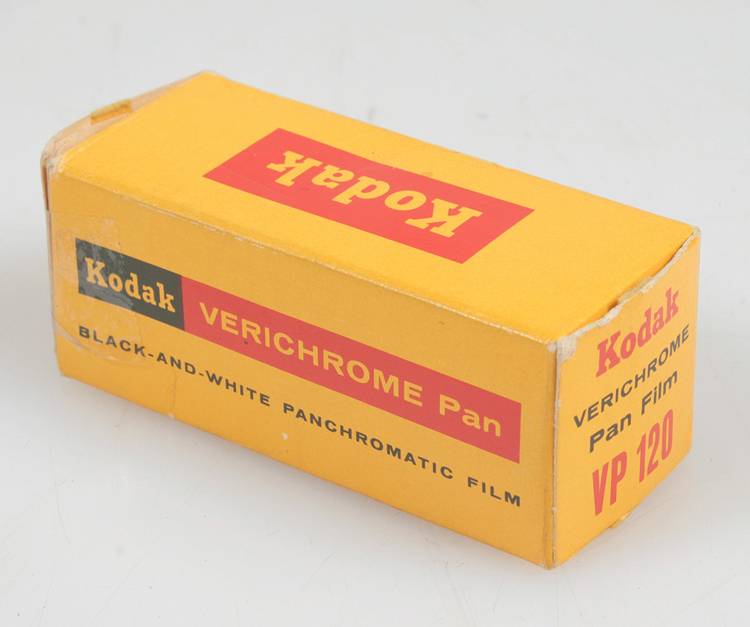 Kodak
Kodak VERICHROME Pan
BLACK-AND-WHITE PANCHROMATIC FILM
Kodak
VERICHROME
Pan Film
VP 120